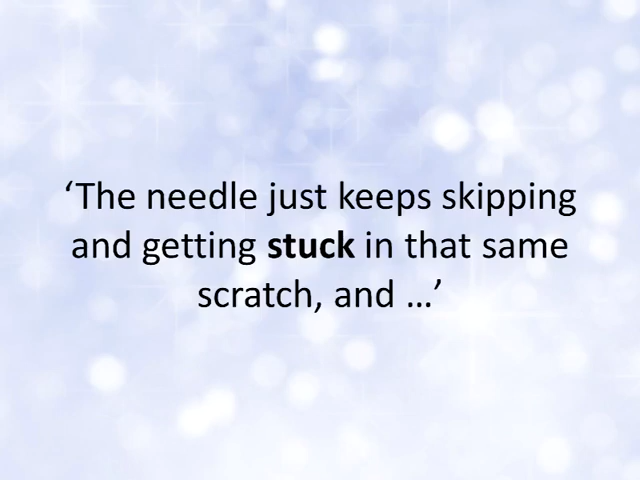 ‘The needle just keeps skipping
and getting stuck in that same
scratch, and …’